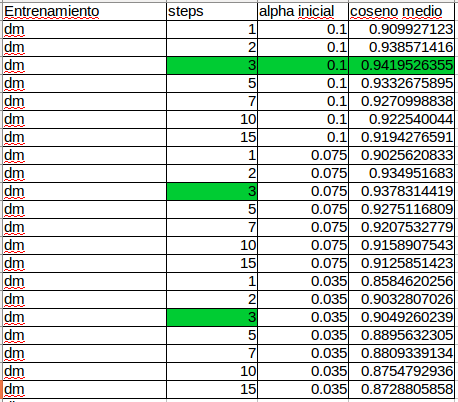 Entrenamiento steps alpha inicial coseno medio
dm 1 0.1 0.909927123
dm 2 0.1 0.938571416
dm 3 0.1 0.9419526355
dm 5 0.1 0.9332675895
dm 7 0.1 0.9270998838
dm 10 0.1 0.922540044
dm 15 0.1 0.9194276591
dm 1 0.075 0.9025620833
dm 2 0.075 0.934951683
dm 3 0.075 0.9378314419
dm 5 0.075 0.9275116809
dm 7 0.075 0.9207532779
dm 10 0.075 0.9158907543
dm 15 0.075 0.9125851423
dm 1 0.035 0.8584620256
dm 2 0.035 0.9032807026
dm 3 0.035 0.9049260239
dm 5 0.035 0.8895632305
dm 7 0.035 0.8809339134
dm 10 0.035 0.8754792936
dm 15 0.035 0.8728805858